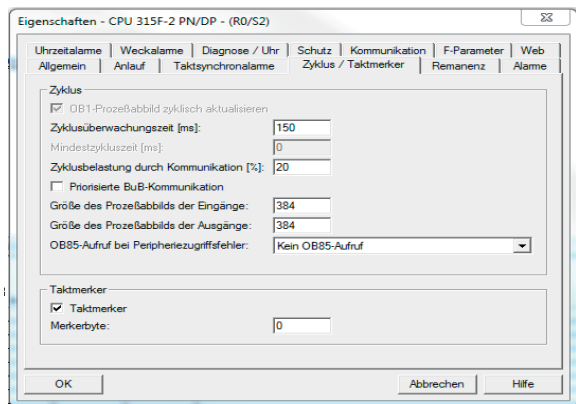 Eigenschaften - CPU 315F-2 PN/DP - (R0/S2)
Uhrzeitalarme Weckalarme Diagnose / Uhr Schutz Kommunikation F-Parameter Web
Allgemein Anlauf Taktsynchronalarme Zyklus / Taktmerker Remanenz Alarme
Zyklus
OB1-Prozeßabbild zyklisch aktualisieren
Zyklusüberwachungszeit [ms]: 150
Mindestzykluszeit [ms]: 0
Zyklusbelastung durch Kommunikation [%]: 20
Priorisierte BuB-Kommunikation
Größe des Prozeßabbilds der Eingänge: 384
Größe des Prozeßabbilds der Ausgänge: 384
OB85-Aufruf bei Peripheriezugriffsfehler: Kein OB85-Aufruf
Taktmerker
Taktmerker
Merkerbyte: 0
OK Abbrechen Hilfe